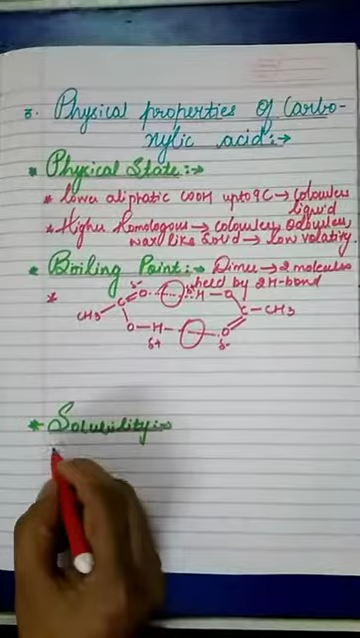 3. Physical properties of Carbo-
xylic acid:→
* Physical State:→
* Lower aliphatic COOH upto 9C → Colourless
liquid
* Higher Homologous → colourless, odourless,
wax like Solid → low volatility
* Boiling Point:→ Dimer → 2 molecules
held by 2H-bond
*
δ- δ+
CH3 - C = O ..... H - O
C - CH3
O - H ..... O
δ+ δ-
* Solubility:→